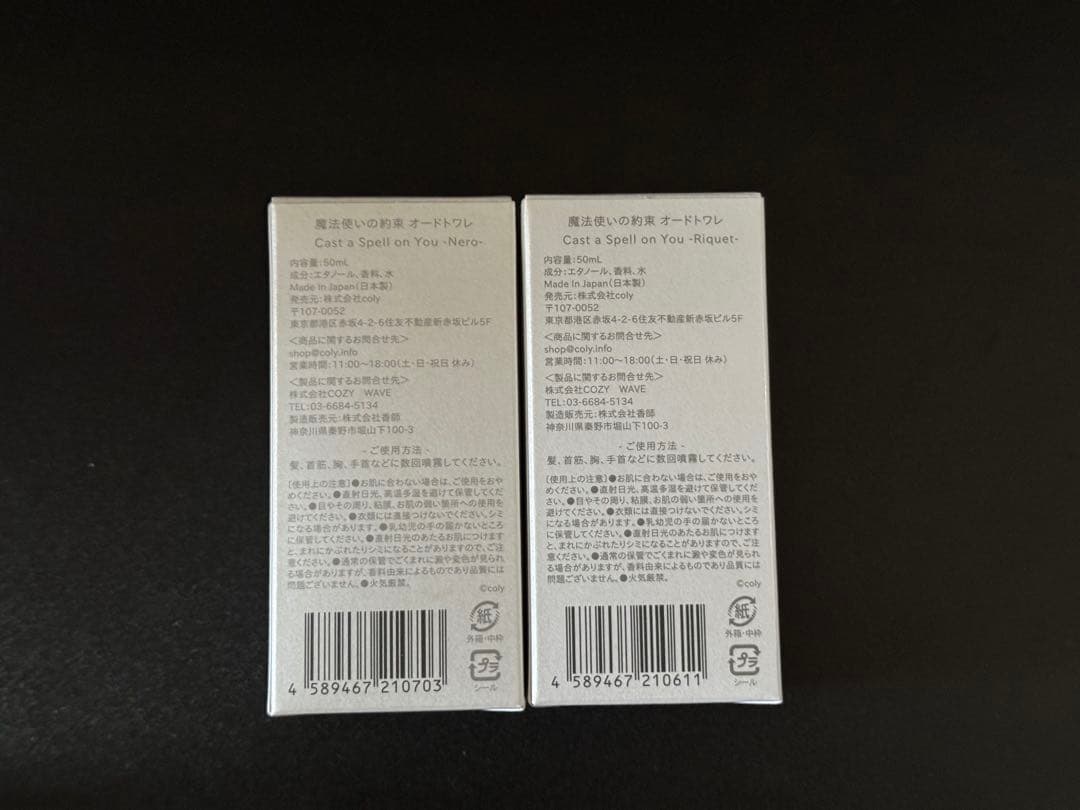 魔法使いの約束 オードトワレ
Cast a Spell on You -Nero-
内容量:50mL
成分:エタノール、香料、水
Made In Japan(日本製)
発売元:株式会社coly
〒107-0052
東京都港区赤坂4-2-6住友不動産新赤坂ビル5F
<商品に関するお問合せ先>
shop@coly.info
営業時間:11:00~18:00(土・日・祝日 休み)
<製品に関するお問合せ先>
株式会社COZY WAVE
TEL:03-6684-5134
製造販売元:株式会社香師
神奈川県秦野市堀山下100-3
- ご使用方法 -
髪、首筋、胸、手首などに数回噴霧してください。
〔使用上の注意〕●お肌に合わない場合は、ご使用をおや
めください。●直射日光、高温多湿を避けて保管してくだ
さい。●目やその周り、粘膜、お肌の弱い箇所への使用を
避けてください。●衣類には直接つけないでください。シミ
になる場合があります。●乳幼児の手の届かないところ
に保管してください。●直射日光のあたるお肌につけます
と、まれにかぶれたりシミになることがありますので、ご注
意ください。●通常の保管でごくまれに澱や変色が見られ
る場合がありますが、香料由来によるものであり品質には
問題ございません。●火気厳禁。
©coly
紙
外箱・中枠
プラ
シール
4 589467 210703
魔法使いの約束 オードトワレ
Cast a Spell on You -Riquet-
内容量:50mL
成分:エタノール、香料、水
Made In Japan(日本製)
発売元:株式会社coly
〒107-0052
東京都港区赤坂4-2-6住友不動産新赤坂ビル5F
<商品に関するお問合せ先>
shop@coly.info
営業時間:11:00~18:00(土・日・祝日 休み)
<製品に関するお問合せ先>
株式会社COZY WAVE
TEL:03-6684-5134
製造販売元:株式会社香師
神奈川県秦野市堀山下100-3
- ご使用方法 -
髪、首筋、胸、手首などに数回噴霧してください。
〔使用上の注意〕●お肌に合わない場合は、ご使用をおや
めください。●直射日光、高温多湿を避けて保管してくだ
さい。●目やその周り、粘膜、お肌の弱い箇所への使用を
避けてください。●衣類には直接つけないでください。シミ
になる場合があります。●乳幼児の手の届かないところ
に保管してください。●直射日光のあたるお肌につけます
と、まれにかぶれたりシミになることがありますので、ご注
意ください。●通常の保管でごくまれに澱や変色が見られ
る場合がありますが、香料由来によるものであり品質には
問題ございません。●火気厳禁。
©coly
紙
外箱・中枠
プラ
シール
4 589467 210611